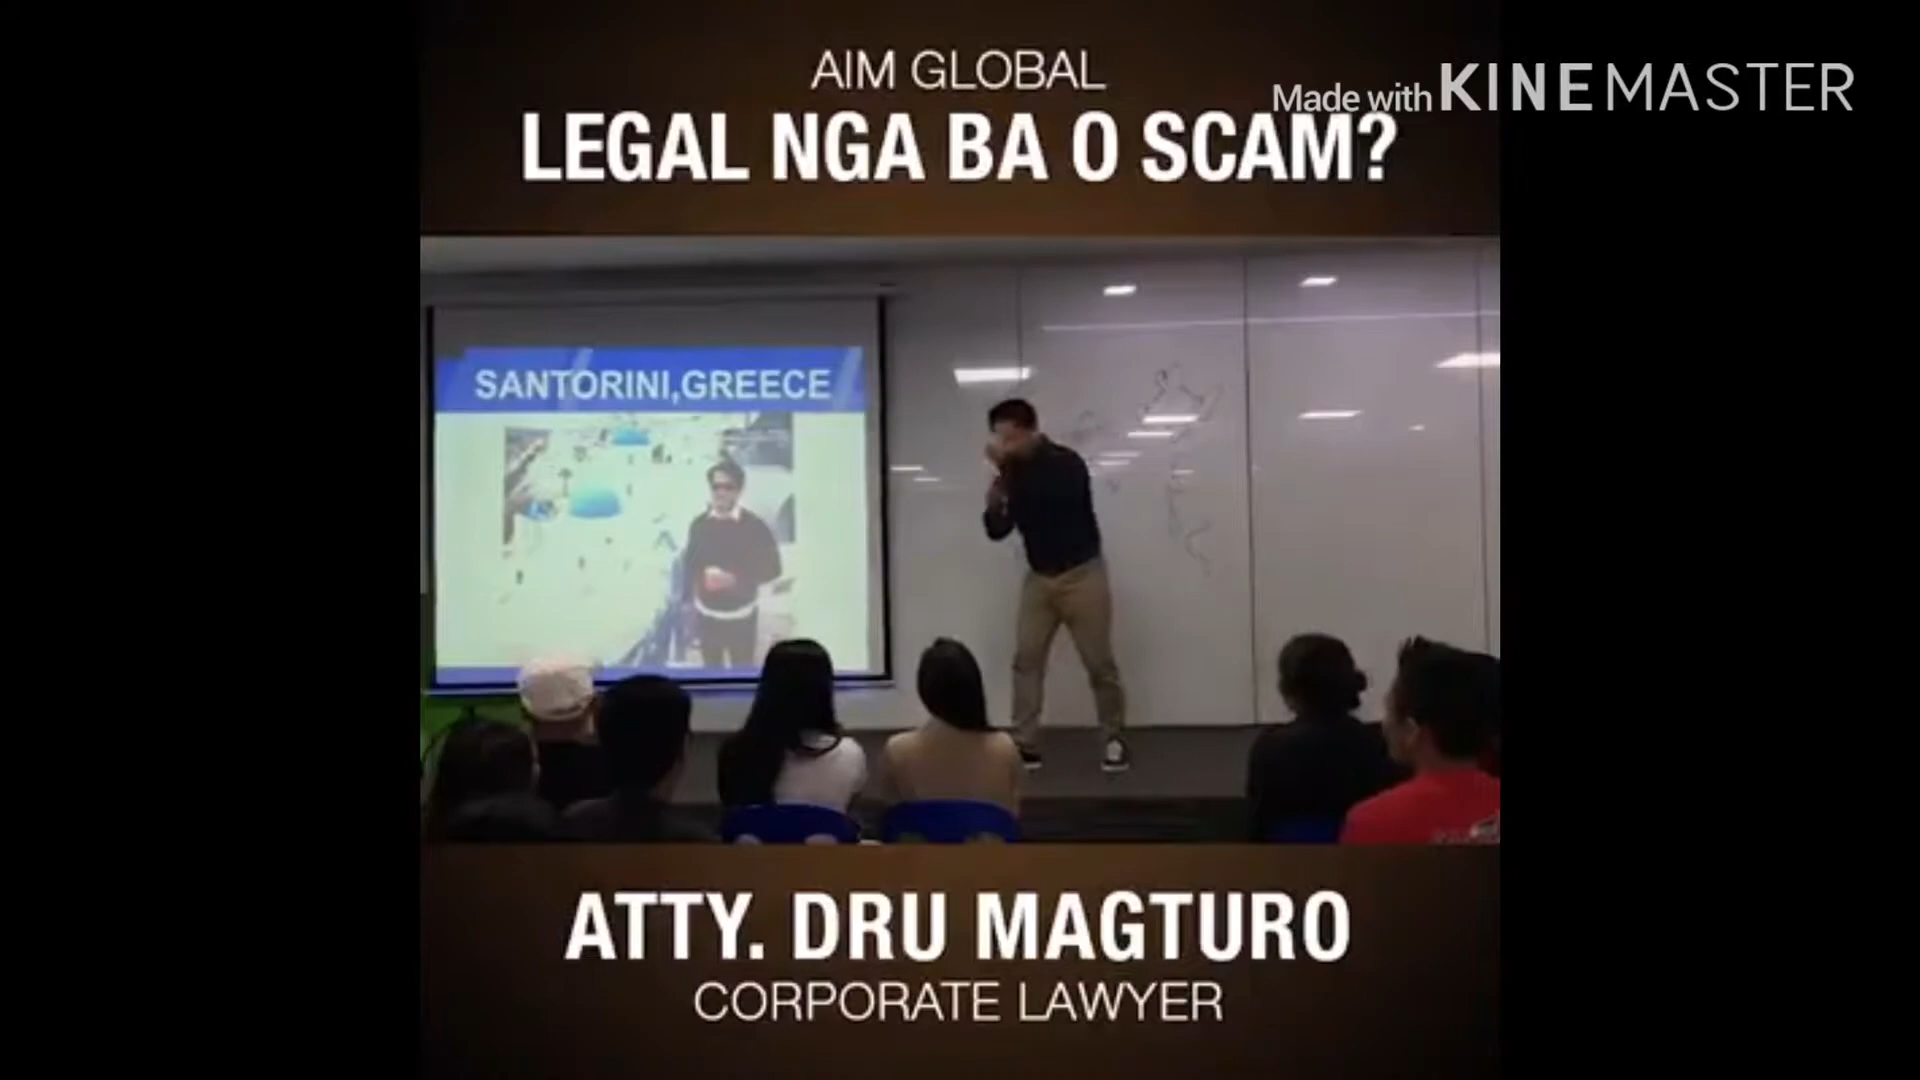 AIM GLOBAL
Made with KINEMASTER
LEGAL NGA BA O SCAM?
SANTORINI,GREECE
ATTY. DRU MAGTURO
CORPORATE LAWYER